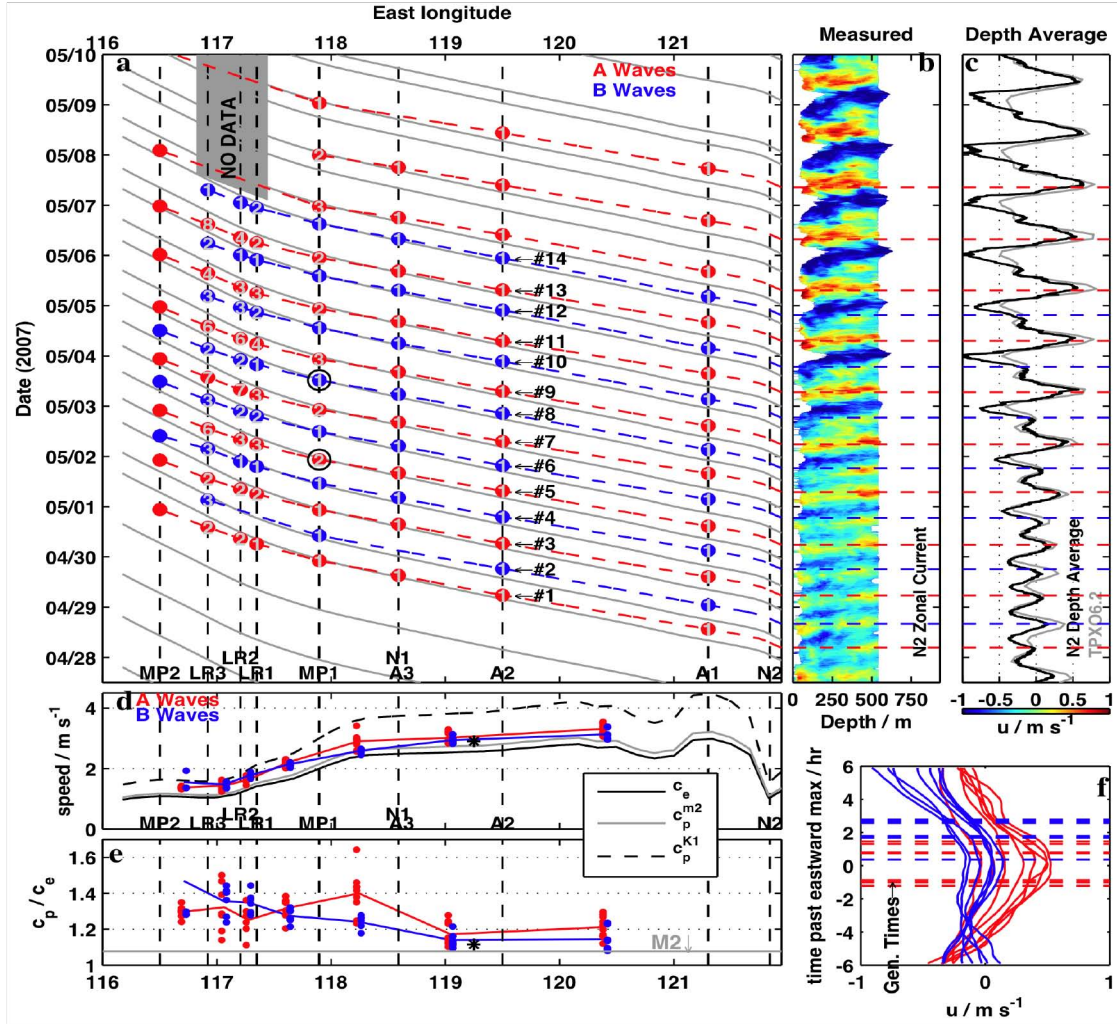 East longitude
116 117 118 119 120 121
Measured
Depth Average
a
b
c
A Waves
B Waves
NO DATA
05/10
05/09
05/08
05/07
05/06
05/05
05/04
05/03
05/02
05/01
04/30
04/29
04/28
Date (2007)
#14
#13
#12
#11
#10
#9
#8
#7
#6
#5
#4
#3
#2
#1
LR2 N1
MP2 LR3 LR1 MP1 A3 A2 A1 N2
N2 Zonal Current
0 250 500 750
Depth / m
N2 Depth Average
TPXO6.2
-1 -0.5 0 0.5 1
u / m s-1
d
A Waves
B Waves
4
2
0
speed / m s-1
LR2 N1
MP2 LR3 LR1 MP1 A3 A2 N2
ce
cpm2
cpK1
e
1.6
1.4
1.2
1
cp / ce
M2↓
116 117 118 119 120 121
f
6
4
2
0
-2
-4
-6
time past eastward max / hr
Gen. Times
-1 0 1
u / m s-1